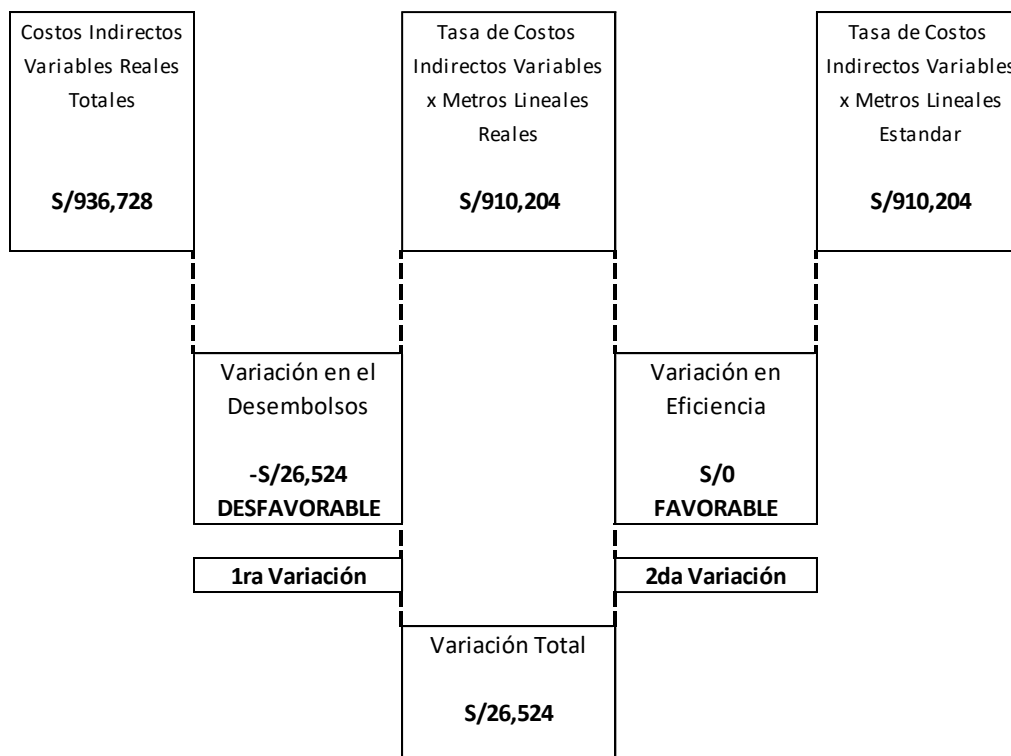 Costos Indirectos
Variables Reales
Totales
S/936,728
Tasa de Costos
Indirectos Variables
x Metros Lineales
Reales
S/910,204
Tasa de Costos
Indirectos Variables
x Metros Lineales
Estandar
S/910,204
Variación en el
Desembolsos
-S/26,524
DESFAVORABLE
Variación en
Eficiencia
S/0
FAVORABLE
1ra Variación
2da Variación
Variación Total
S/26,524